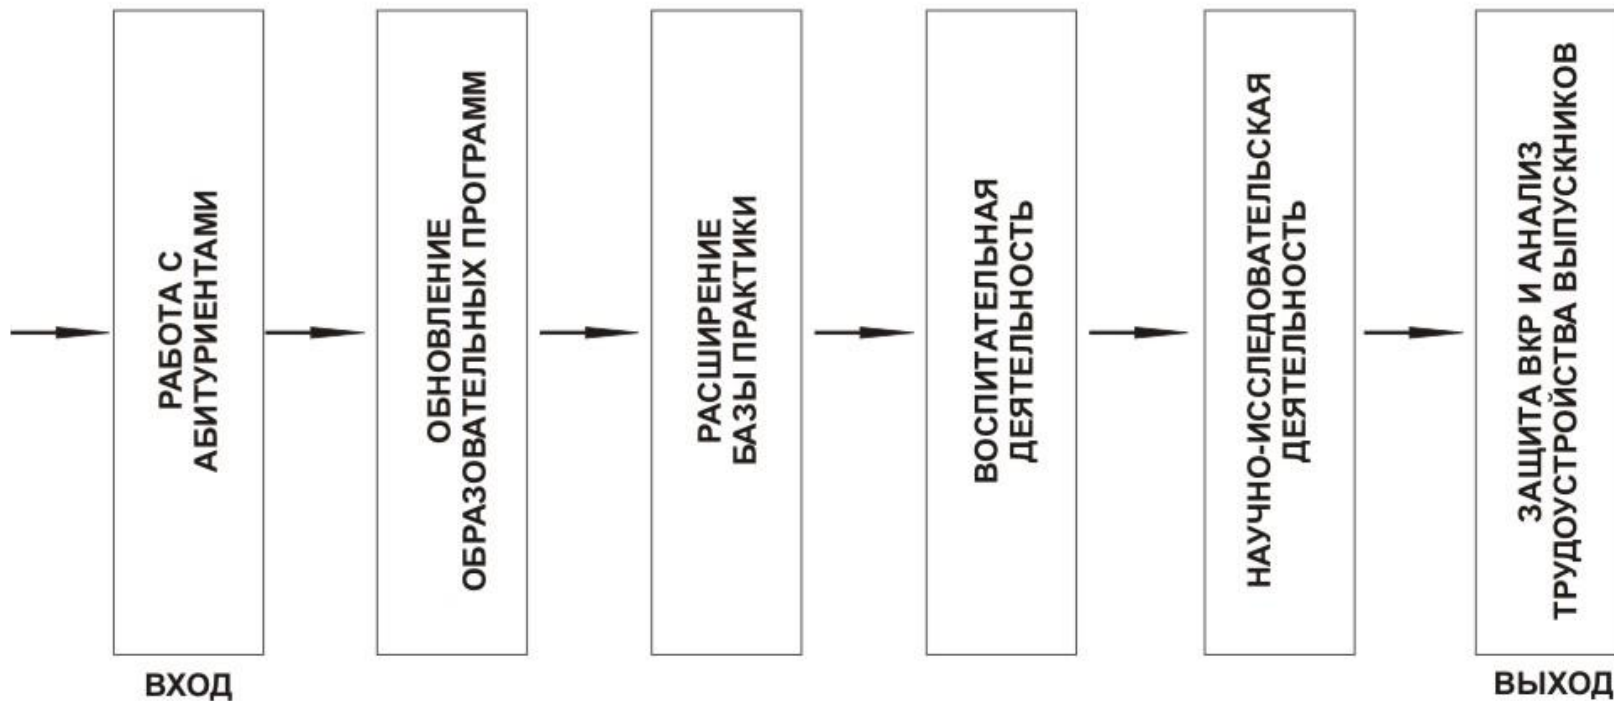 РАБОТА С
АБИТУРИЕНТАМИ
ОБНОВЛЕНИЕ
ОБРАЗОВАТЕЛЬНЫХ ПРОГРАММ
РАСШИРЕНИЕ
БАЗЫ ПРАКТИКИ
ВОСПИТАТЕЛЬНАЯ
ДЕЯТЕЛЬНОСТЬ
НАУЧНО-ИССЛЕДОВАТЕЛЬСКАЯ
ДЕЯТЕЛЬНОСТЬ
ЗАЩИТА ВКР И АНАЛИЗ
ТРУДОУСТРОЙСТВА ВЫПУСКНИКОВ
ВХОД
ВЫХОД